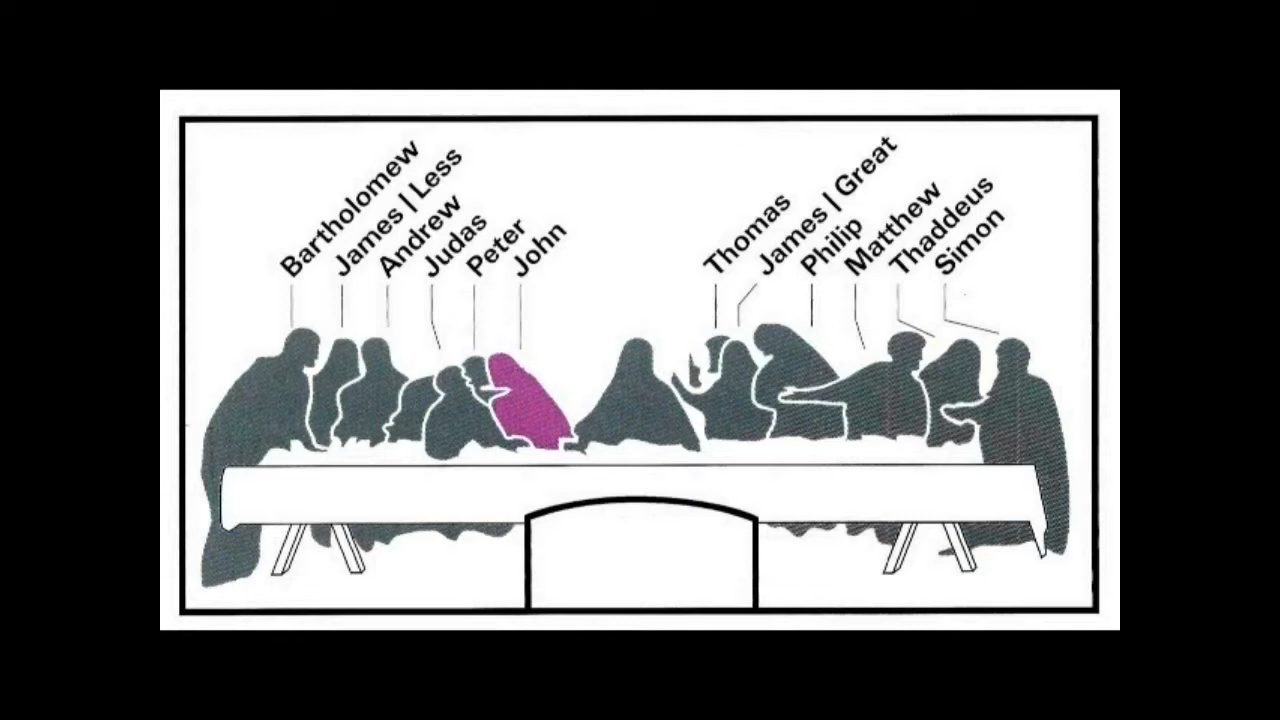 Bartholomew
James | Less
Andrew
Judas
Peter
John
Thomas
James | Great
Philip
Matthew
Thaddeus
Simon